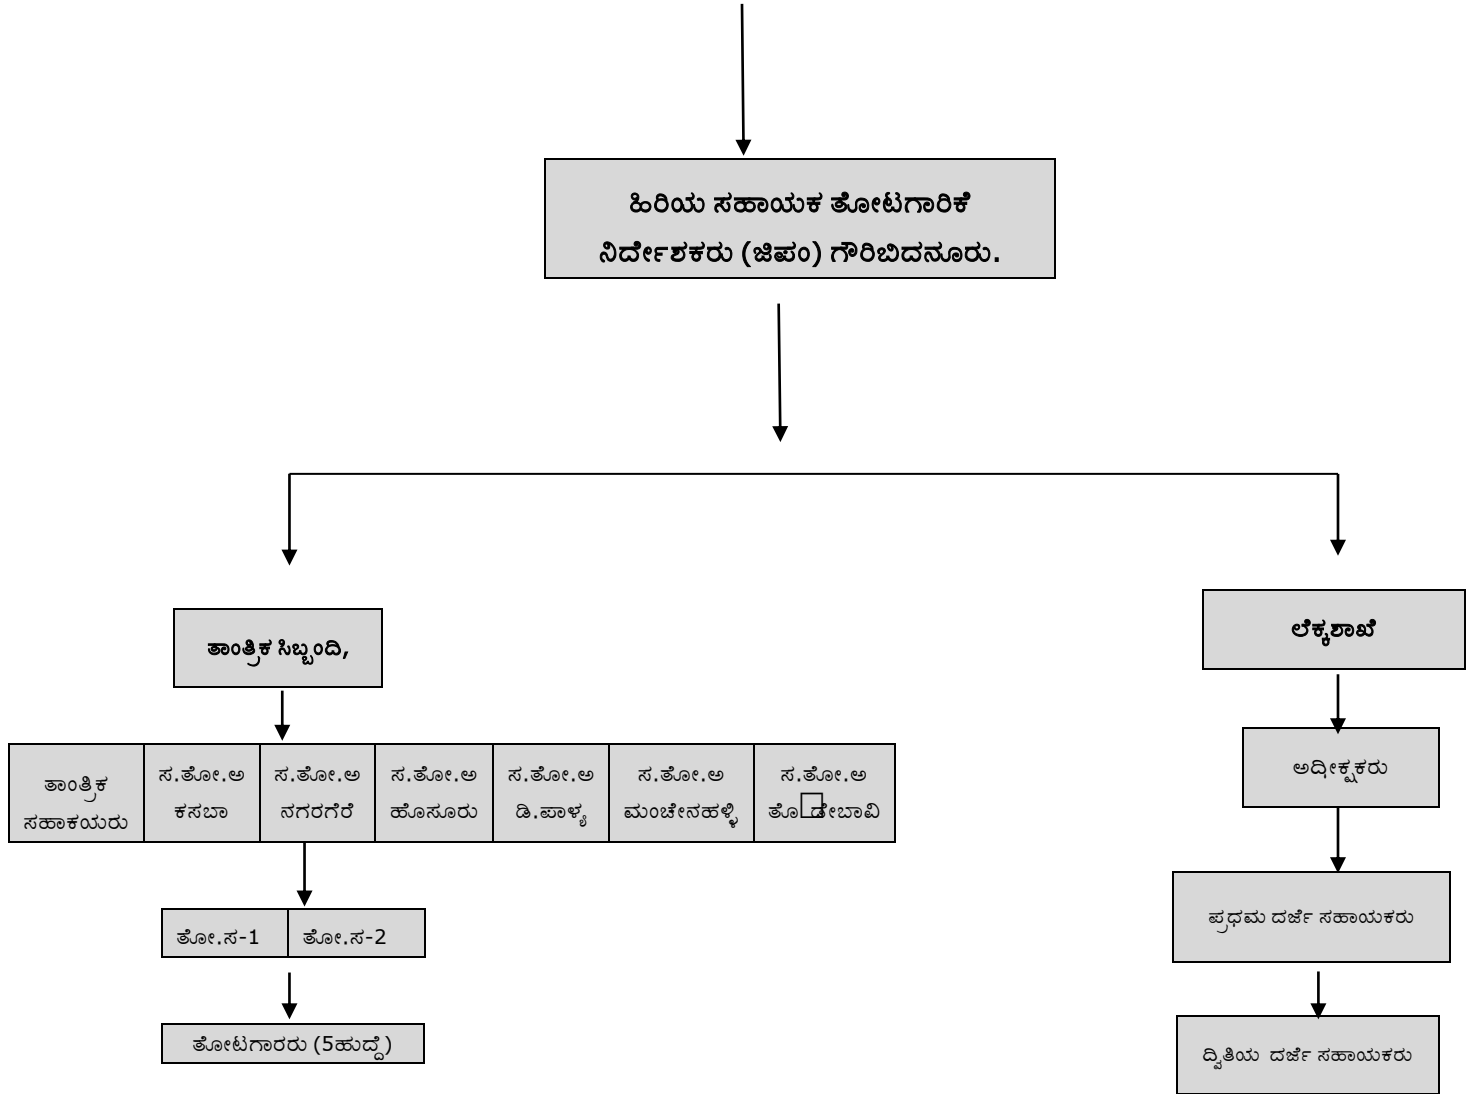 ಹಿರಿಯ ಸಹಾಯಕ ತೋಟಗಾರಿಕೆ
ನಿರ್ದೇಶಕರು (ಜಿಪಂ) ಗೌರಿಬಿದನೂರು.
ತಾಂತ್ರಿಕ ಸಿಬ್ಬಂದಿ,
ತಾಂತ್ರಿಕ
ಸಹಾಕಯರು
ಸ.ತೋ.ಅ
ಕಸಬಾ
ಸ.ತೋ.ಅ
ನಗರಗೆರೆ
ಸ.ತೋ.ಅ
ಹೊಸೂರು
ಸ.ತೋ.ಅ
ಡಿ.ಪಾಳ್ಯ
ಸ.ತೋ.ಅ
ಮಂಚೇನಹಳ್ಳಿ
ಸ.ತೋ.ಅ
ತೋ.ಸ-1
ತೋ.ಸ-2
ತೋಟಗಾರರು (5ಹುದ್ದೆ)
ಲೆಕ್ಕಶಾಖೆ
ಅಧೀಕ್ಷಕರು
ಪ್ರಥಮ ದರ್ಜೆ ಸಹಾಯಕರು
ದ್ವಿತಿಯ ದರ್ಜೆ ಸಹಾಯಕರು